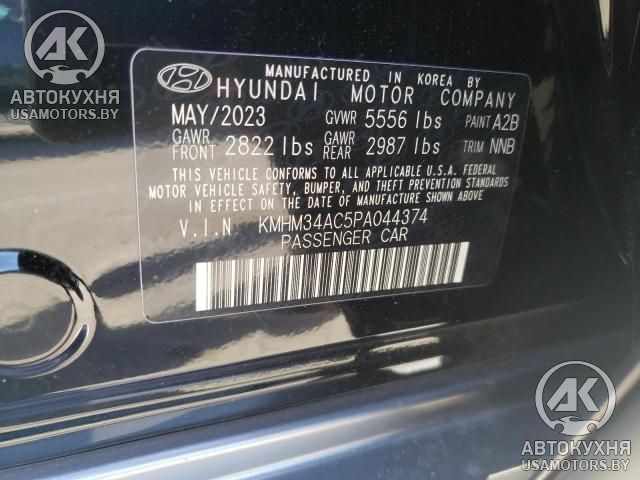 AK
АВТОКУХНЯ
USAMOTORS.BY
MANUFACTURED IN KOREA BY
HYUNDAI MOTOR COMPANY
MAY/2023 GVWR 5556 lbs PAINT A2B
GAWR FRONT 2822 lbs GAWR REAR 2987 lbs TRIM NNB
THIS VEHICLE CONFORMS TO ALL APPLICABLE U.S.A. FEDERAL
MOTOR VEHICLE SAFETY, BUMPER, AND THEFT PREVENTION STANDARDS
IN EFFECT ON THE DATE OF MANUFACTURE SHOWN ABOVE
V.I.N KMHM34AC5PA044374
PASSENGER CAR
AK
АВТОКУХНЯ
USAMOTORS.BY